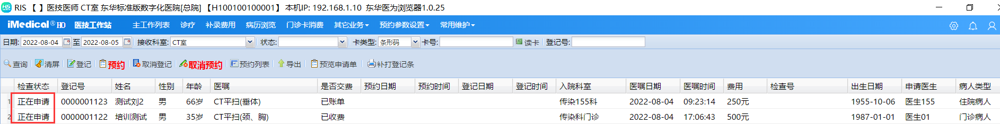 RIS 【 】医技医师 CT室 东华标准版数字化医院[总院] 【H100100100001】 本机IP: 192.168.1.10 东华医为浏览器1.0.25
iMedical® 医技工作站 主工作列表 诊疗 补录费用 病历浏览 门诊卡消费 其它业务 预约参数设置 常用维护
日期: 2022-08-04 至 2022-08-05 接收科室: CT室 状态: 卡类型: 条形码 卡号: 读卡 登记号:
查询 清屏 登记 预约 取消登记 取消预约 预约列表 导出 预览申请单 补打登记条
检查状态 登记号 姓名 性别 年龄 医嘱 是否交费 预约日期 预约时间 登记日期 登记时间 入院科室 医嘱日期 医嘱时间 费用 检查号 出生日期 申请医生 病人类型
1 正在申请 0000001123 测试刘2 男 66岁 CT平扫(垂体) 已账单 传染155科 2022-08-04 09:23:14 250元 1955-10-06 医生155 住院病人
2 正在申请 0000001122 培训测试 男 35岁 CT平扫(颈、胸) 已收费 传染科门诊 2022-08-04 17:06:43 500元 1987-01-01 医生01 门诊病人